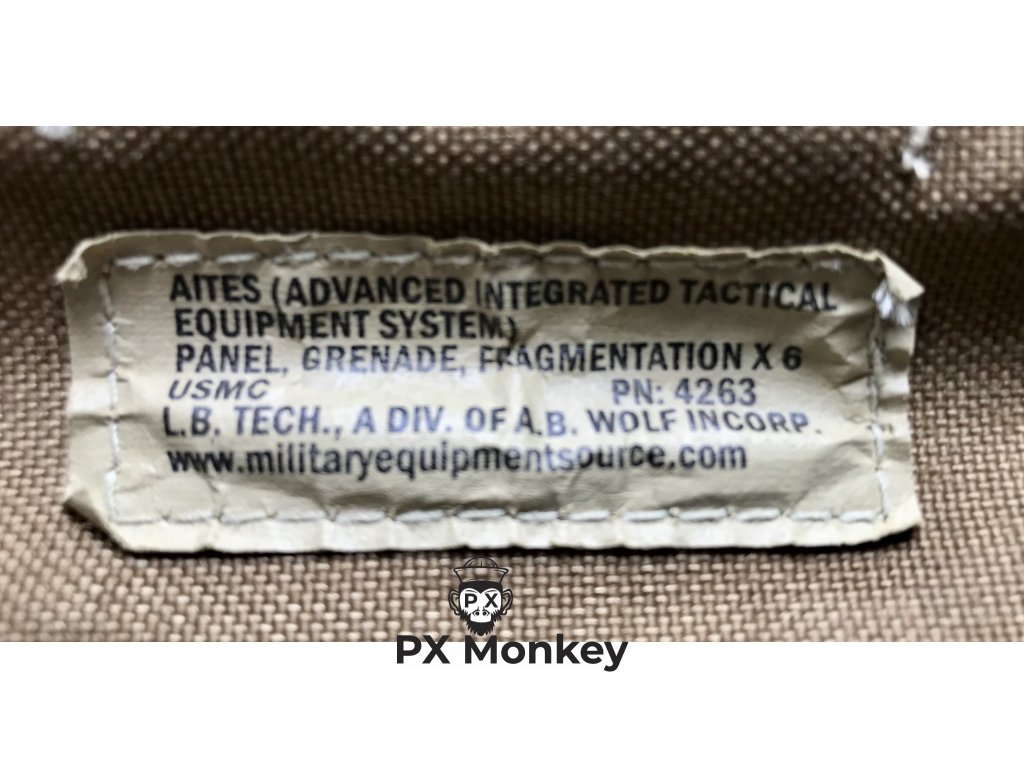 AITES (ADVANCED INTEGRATED TACTICAL
EQUIPMENT SYSTEM)
PANEL, GRENADE, FRAGMENTATION X 6
USMC PN: 4263
L.B. TECH., A DIV. OF A.B. WOLF INCORP.
www.militaryequipmentsource.com
PX
PX Monkey